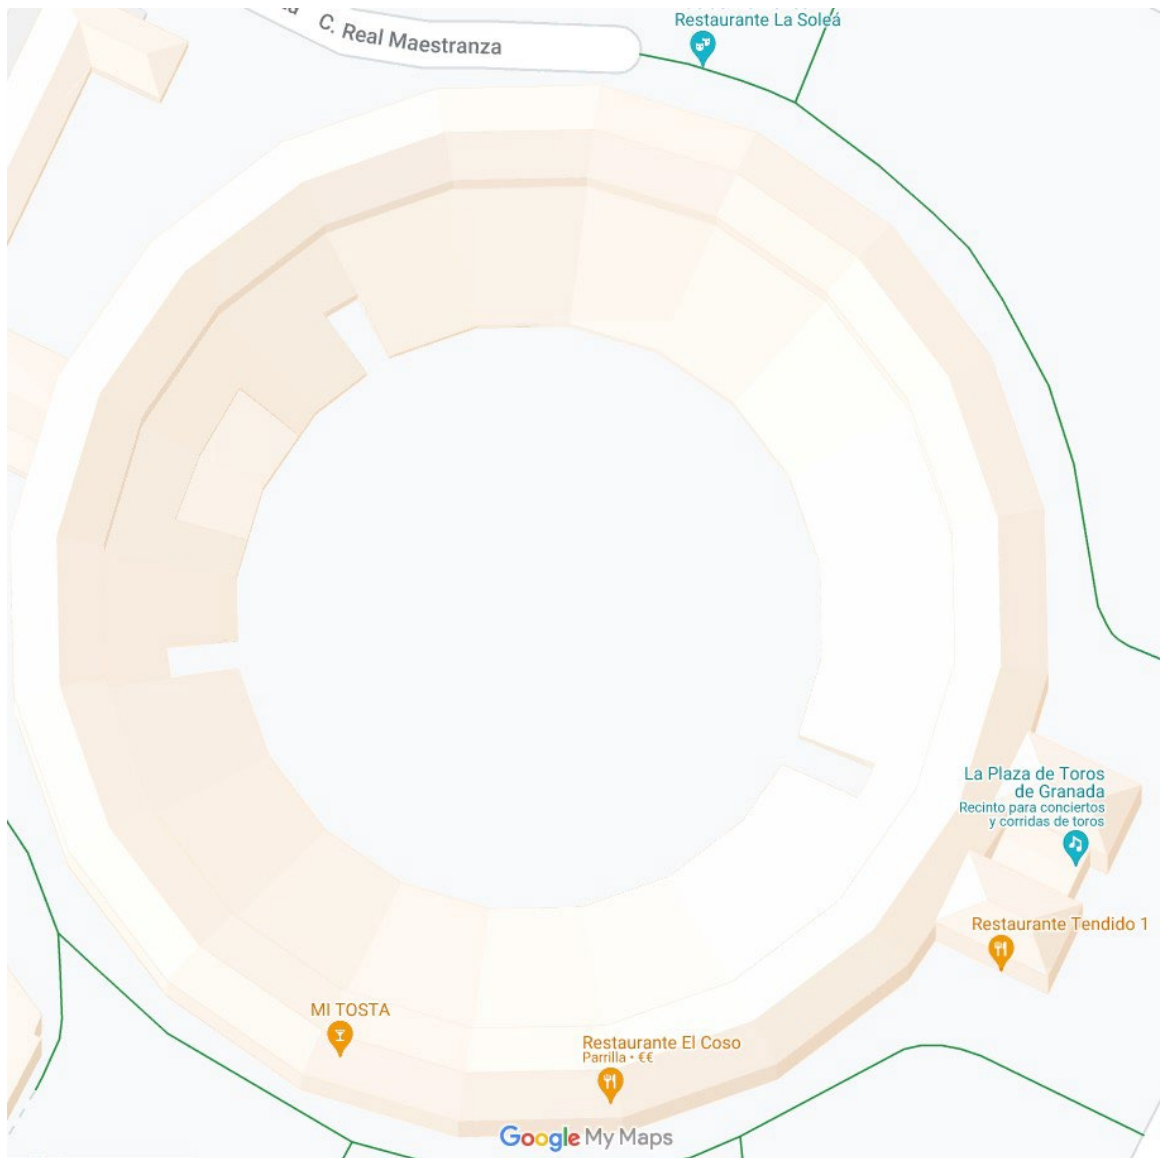 C. Real Maestranza
Restaurante La Soleá
La Plaza de Toros
de Granada
Recinto para conciertos
y corridas de toros
Restaurante Tendido 1
MI TOSTA
Restaurante El Coso
Parrilla • €€
Google My Maps